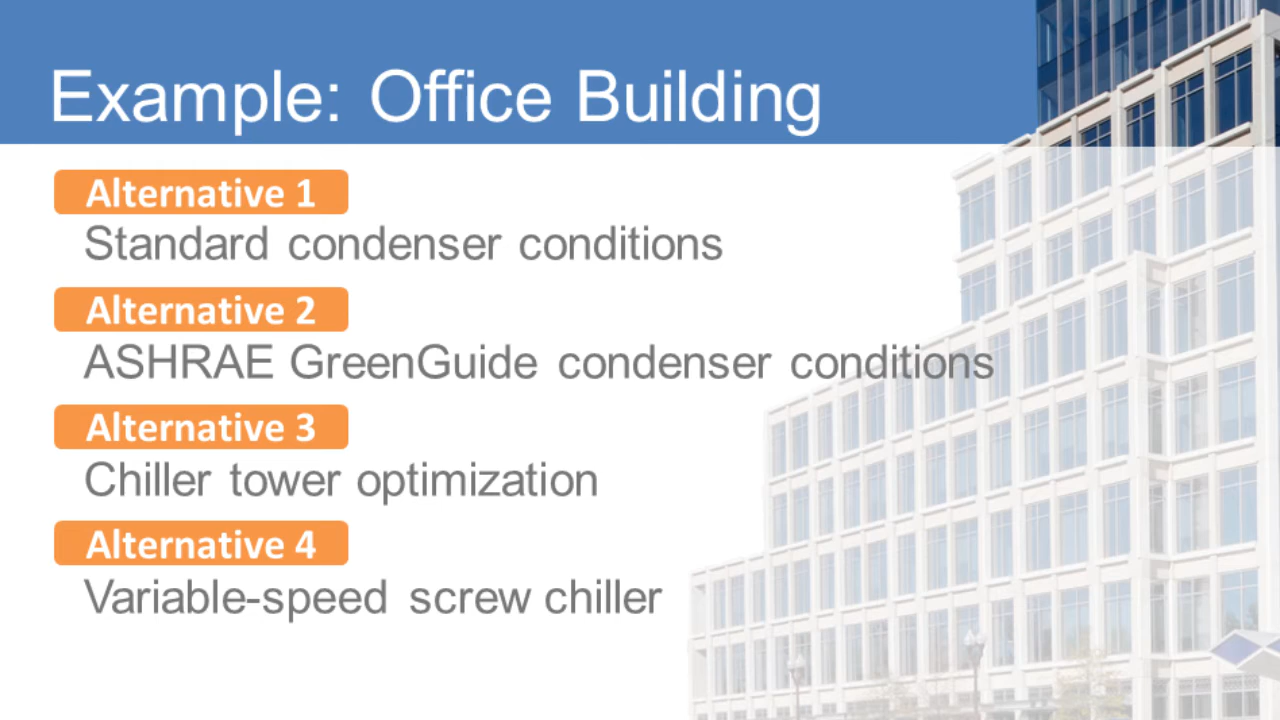 Example: Office Building
Alternative 1
Standard condenser conditions
Alternative 2
ASHRAE GreenGuide condenser conditions
Alternative 3
Chiller tower optimization
Alternative 4
Variable-speed screw chiller